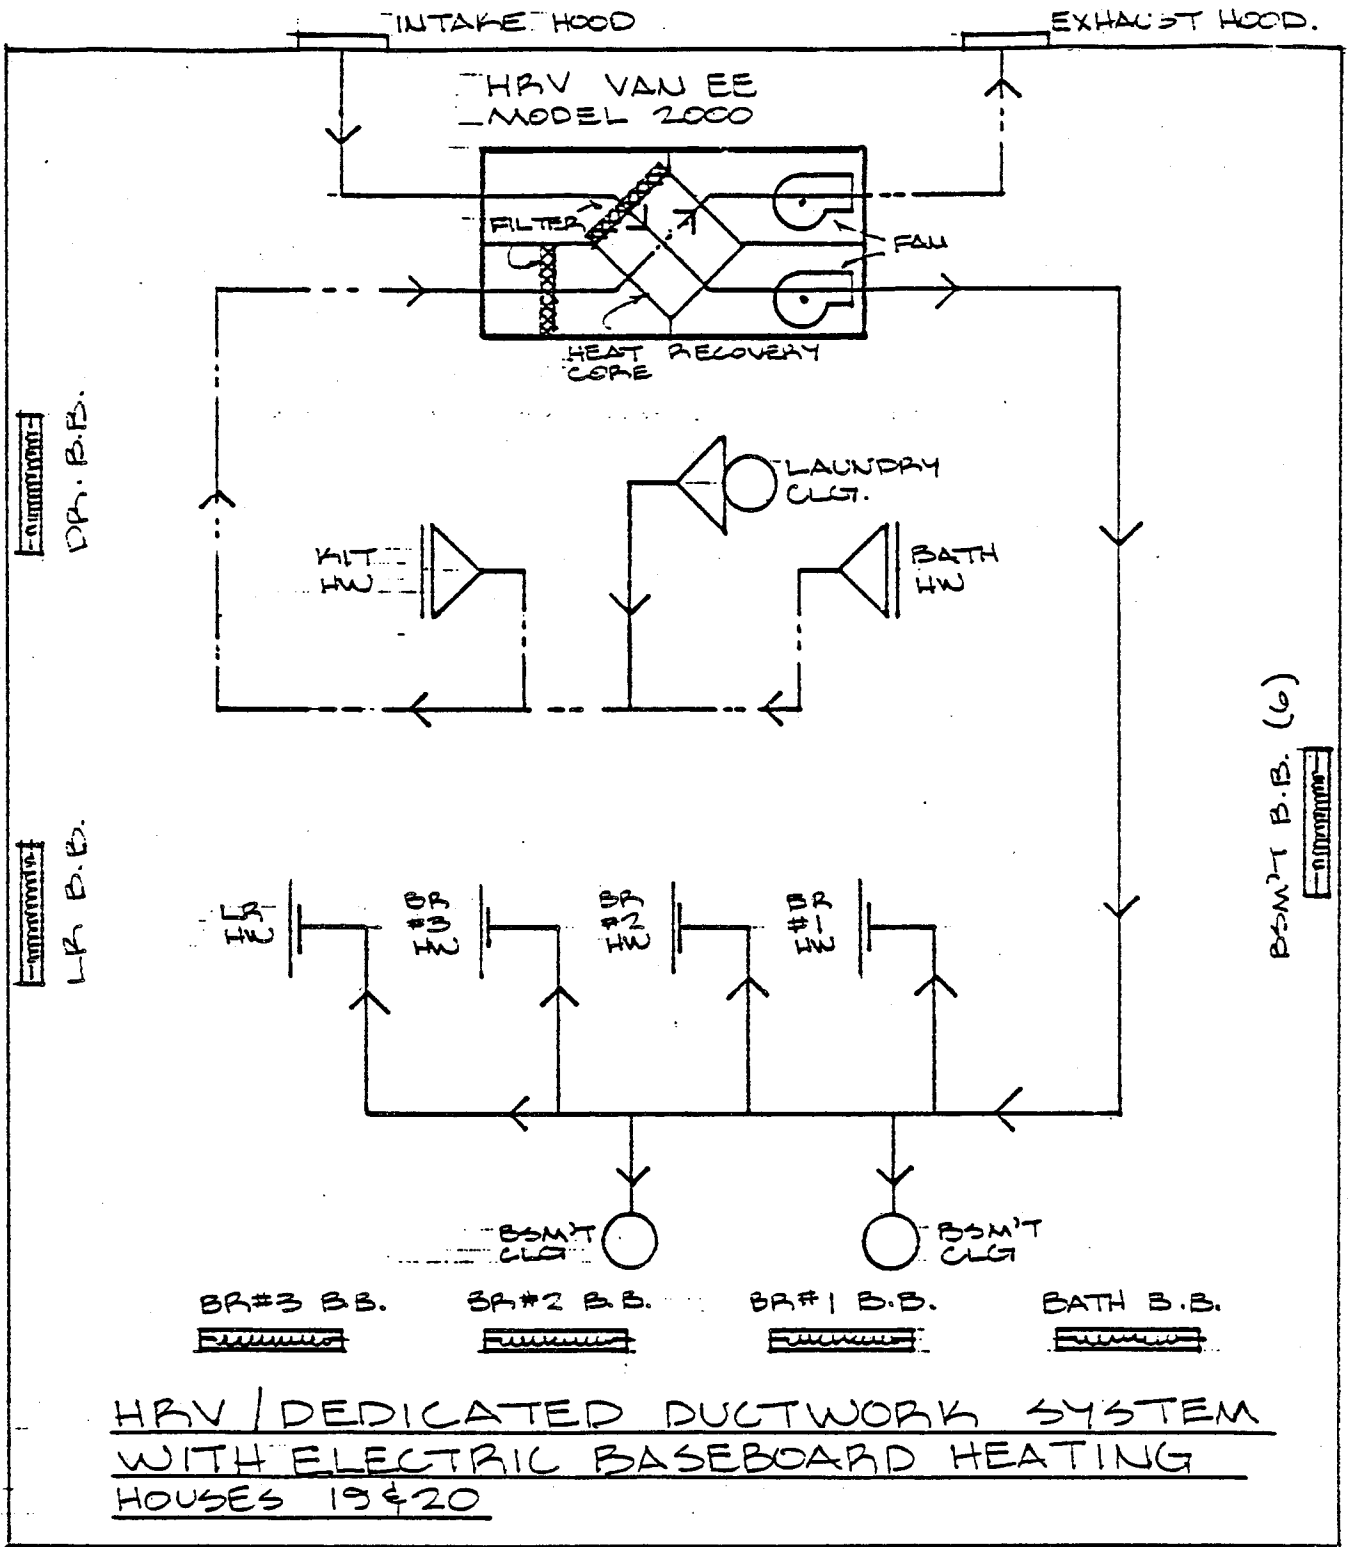 INTAKE HOOD
EXHAUST HOOD.
HRV VAN EE
MODEL 2000
FILTER
FAN
HEAT RECOVERY
CORE
DR. B.B.
LAUNDRY
CLG.
KIT
HW
BATH
HW
BSM'T B.B. (6)
LR B.B.
LR
HW
BR
#3
HW
BR
#2
HW
BR
#1
HW
BSM'T
CLG
BSM'T
CLG
BR#3 B.B.
BR#2 B.B.
BR#1 B.B.
BATH B.B.
HRV / DEDICATED DUCTWORK SYSTEM
WITH ELECTRIC BASEBOARD HEATING
HOUSES 19 & 20